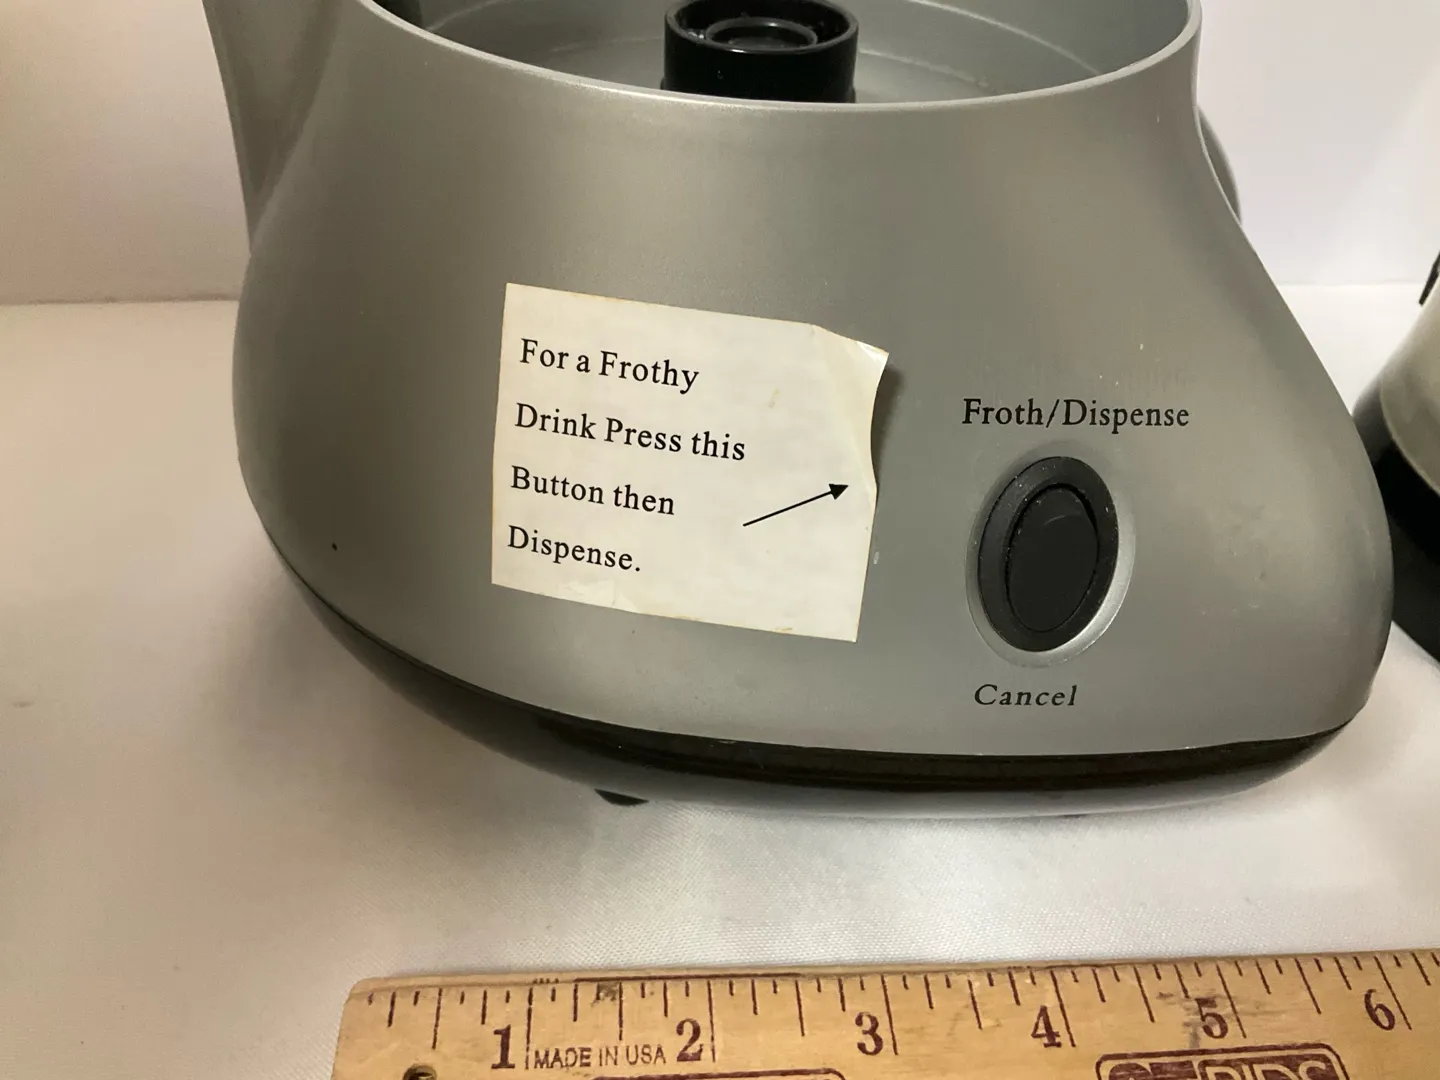 For a Frothy
Drink Press this
Button then
Dispense.
Froth/Dispense
Cancel
1 2 3 4 5 6
MADE IN USA